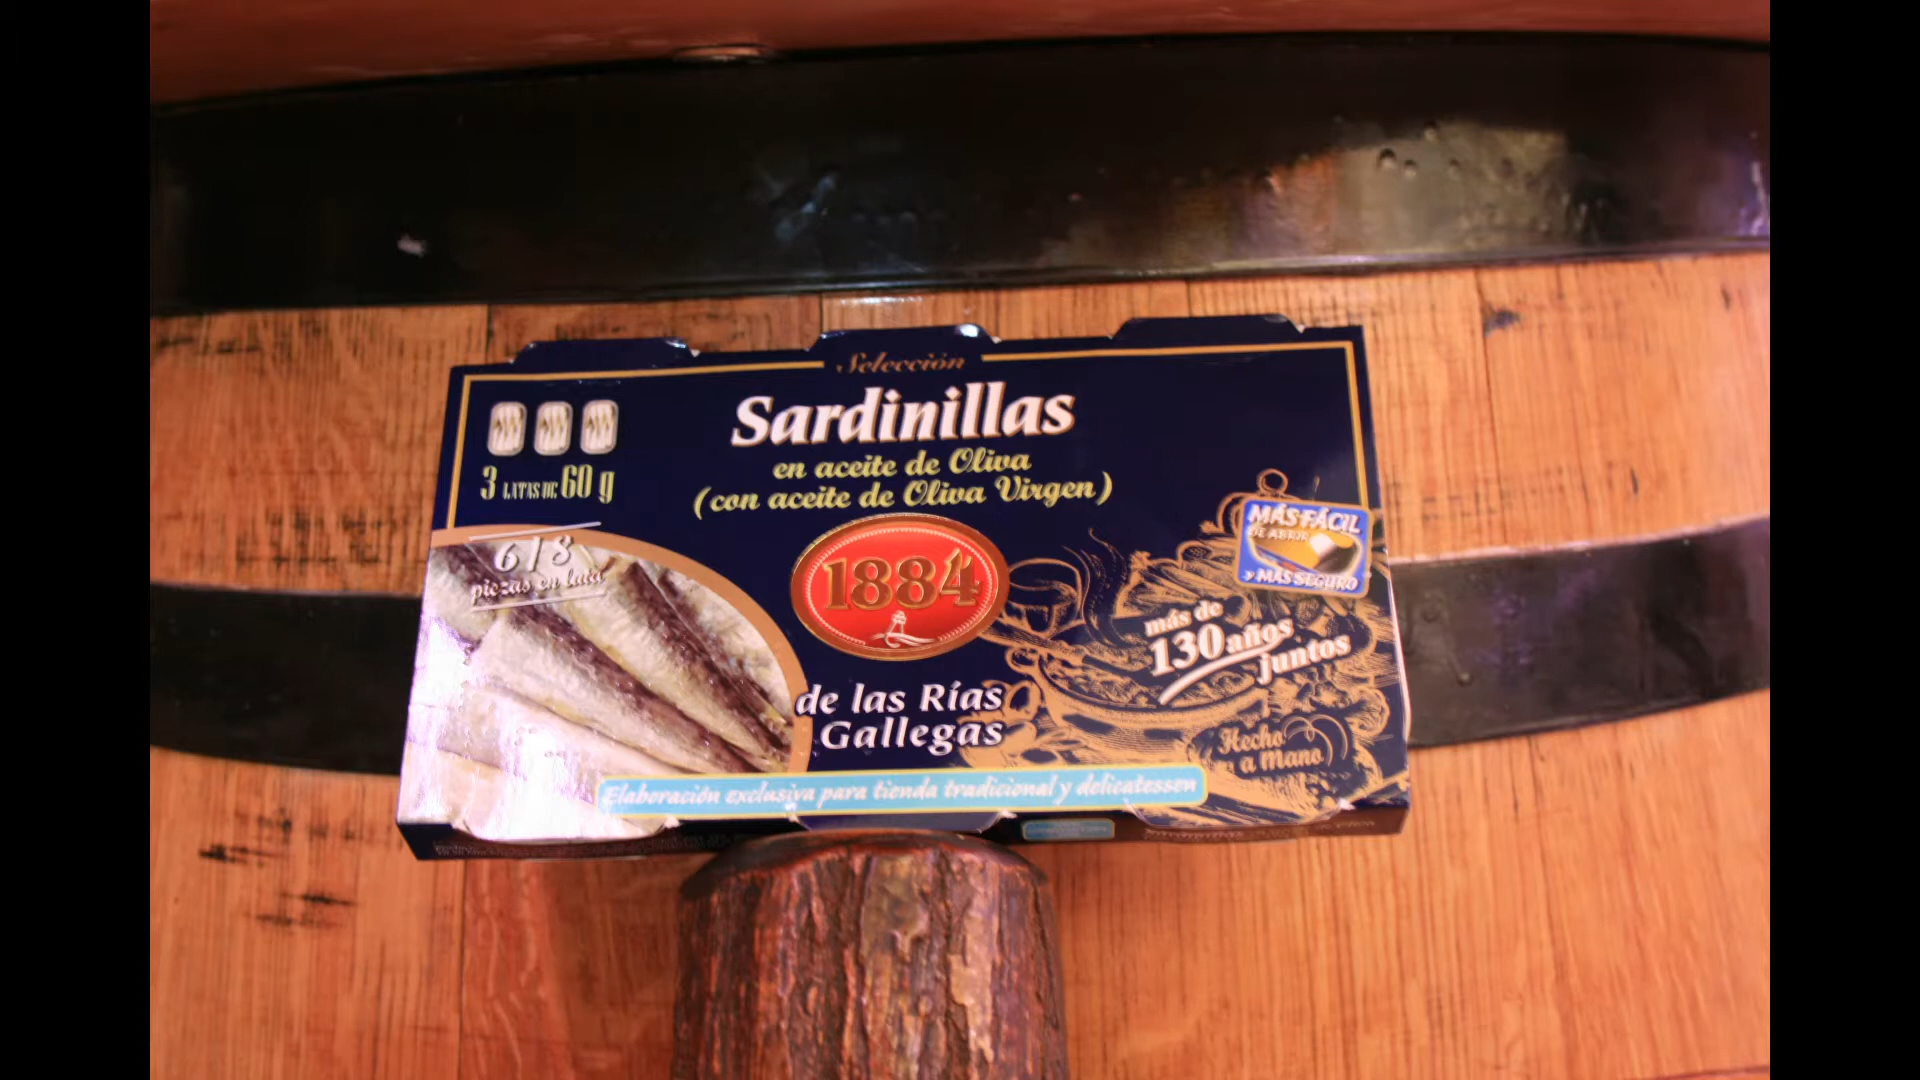 Selección
Sardinillas
en aceite de Oliva
(con aceite de Oliva Virgen)
3 LATAS DE 60 g
6/8
piezas en lata
1884
de las Rías
Gallegas
MÁS FÁCIL
DE ABRIR
y MÁS SEGURO
más de
130 años
juntos
Hecho
a mano
Elaboración exclusiva para tienda tradicional y delicatessen